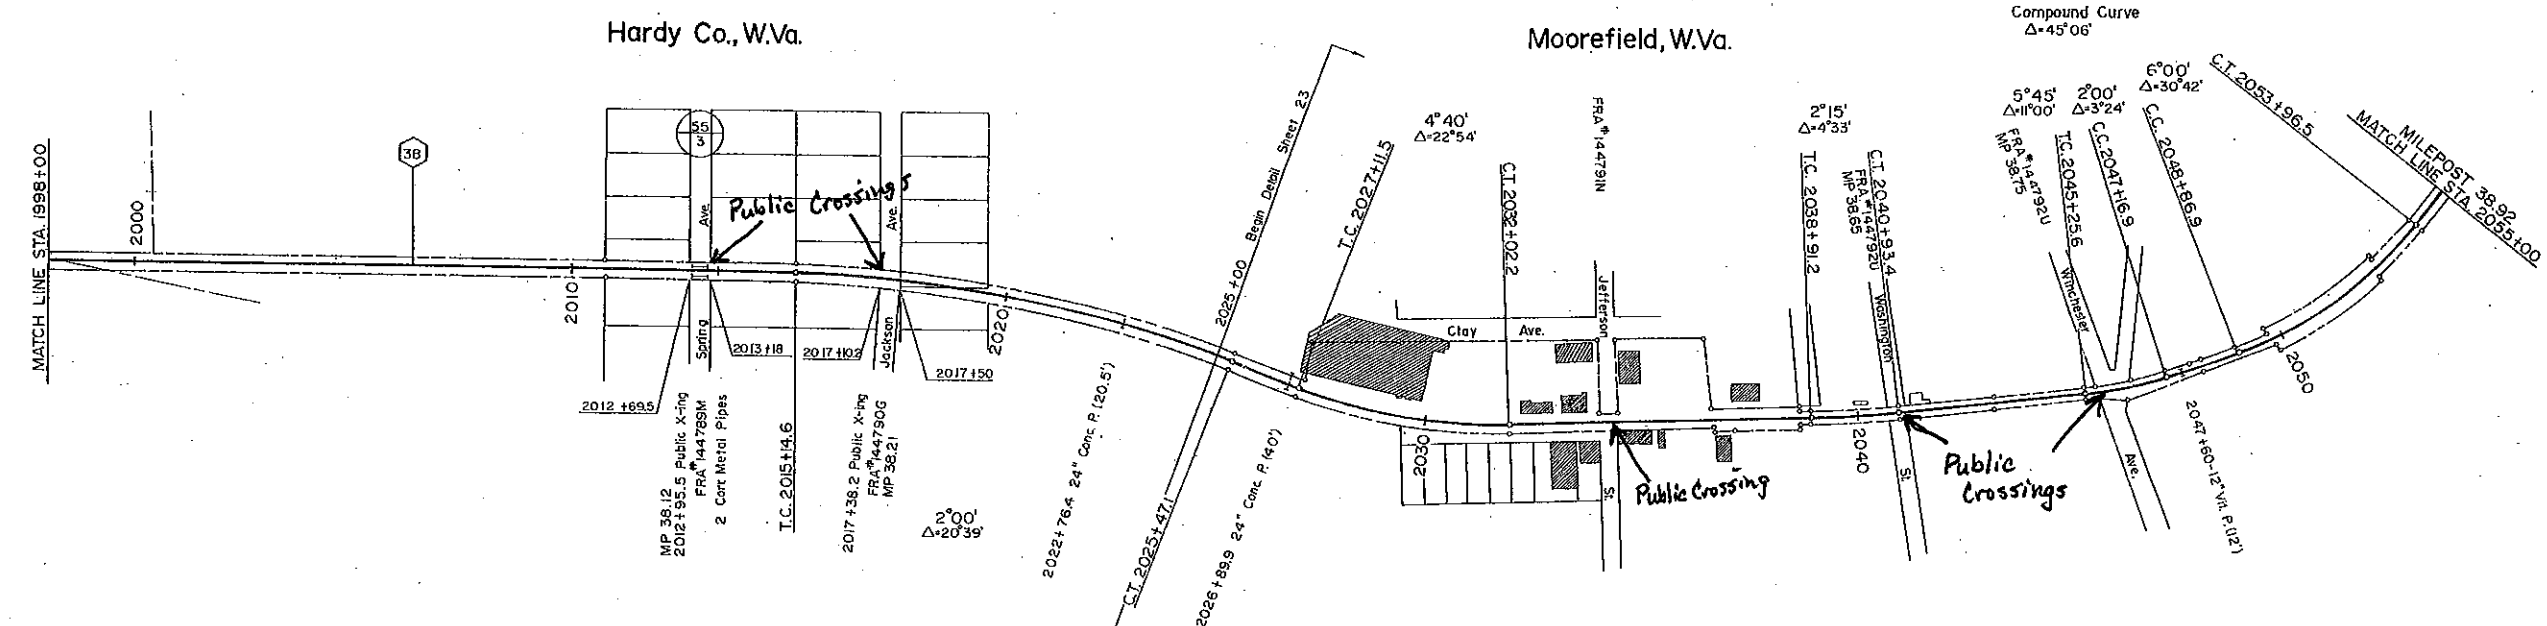 Hardy Co., W.Va.
Moorefield, W.Va.
Compound Curve
Δ=45°06'
MATCH LINE STA. 1998+00
2000
38
2010
55
3
Public Crossings
Spring Ave.
Jackson Ave.
2012 +69.5
2013+18
2017+10.2
2017+50
MP 38.12
2012+95.5 Public X-ing
FRA#144789M
2 Corr. Metal Pipes
T.C. 2015+14.6
2017+38.2 Public X-ing
FRA#144790G
MP 38.21
2°00'
Δ=20°39'
2020
2022+76.4 24" Conc. P. (20.5')
2025+00 Begin Detail Sheet 23
C.T. 2025+47.1
2026+89.9 24" Conc. P. (40')
T.C. 2027+11.5
4°40'
Δ=22°54'
2030
C.T. 2032+02.2
Clay Ave.
FRA#144791N
Jefferson
St.
Public Crossing
2°15'
Δ=4°33'
T.C. 2038+91.2
2040
C.T. 2040+93.4
FRA#144792U
MP 38.65
Washington
St.
Public
Crossings
5°45'
Δ=11°00'
FRA#144792U
MP 38.75
T.C. 2045+25.6
Winchester
Ave.
2°00'
Δ=3°24'
C.C. 2047+16.9
2047+60-12" Vit. P. (12')
6°00'
Δ=30°42'
C.C. 2048+86.9
2050
C.T. 2053+96.5
MILEPOST 38.92
MATCH LINE STA. 2055+00